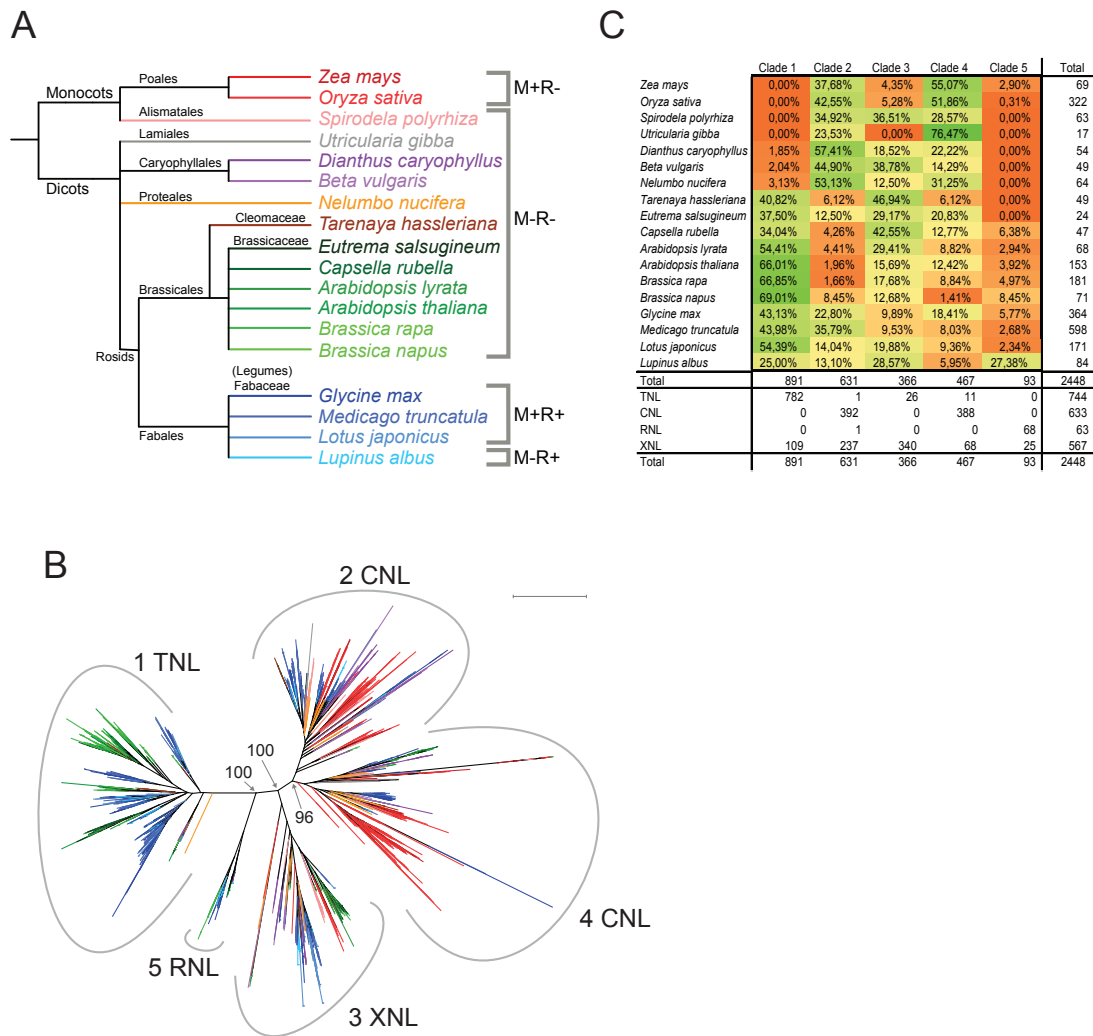 A
Monocots
Dicots
Poales
Alismatales
Lamiales
Caryophyllales
Proteales
Cleomaceae
Brassicaceae
Brassicales
Rosids
(Legumes)
Fabaceae
Fabales
Zea mays
Oryza sativa
Spirodela polyrhiza
Utricularia gibba
Dianthus caryophyllus
Beta vulgaris
Nelumbo nucifera
Tarenaya hassleriana
Eutrema salsugineum
Capsella rubella
Arabidopsis lyrata
Arabidopsis thaliana
Brassica rapa
Brassica napus
Glycine max
Medicago truncatula
Lotus japonicus
Lupinus albus
M+R-
M-R-
M+R+
M-R+
C
Clade 1 Clade 2 Clade 3 Clade 4 Clade 5 Total
Zea mays 0,00% 37,68% 4,35% 55,07% 2,90% 69
Oryza sativa 0,00% 42,55% 5,28% 51,86% 0,31% 322
Spirodela polyrhiza 0,00% 34,92% 36,51% 28,57% 0,00% 63
Utricularia gibba 0,00% 23,53% 0,00% 76,47% 0,00% 17
Dianthus caryophyllus 1,85% 57,41% 18,52% 22,22% 0,00% 54
Beta vulgaris 2,04% 44,90% 38,78% 14,29% 0,00% 49
Nelumbo nucifera 3,13% 53,13% 12,50% 31,25% 0,00% 64
Tarenaya hassleriana 40,82% 6,12% 46,94% 6,12% 0,00% 49
Eutrema salsugineum 37,50% 12,50% 29,17% 20,83% 0,00% 24
Capsella rubella 34,04% 4,26% 42,55% 12,77% 6,38% 47
Arabidopsis lyrata 54,41% 4,41% 29,41% 8,82% 2,94% 68
Arabidopsis thaliana 66,01% 1,96% 15,69% 12,42% 3,92% 153
Brassica rapa 66,85% 1,66% 17,68% 8,84% 4,97% 181
Brassica napus 69,01% 8,45% 12,68% 1,41% 8,45% 71
Glycine max 43,13% 22,80% 9,89% 18,41% 5,77% 364
Medicago truncatula 43,98% 35,79% 9,53% 8,03% 2,68% 598
Lotus japonicus 54,39% 14,04% 19,88% 9,36% 2,34% 171
Lupinus albus 25,00% 13,10% 28,57% 5,95% 27,38% 84
Total 891 631 366 467 93 2448
TNL 782 1 26 11 0 744
CNL 0 392 0 388 0 633
RNL 0 1 0 0 68 63
XNL 109 237 340 68 25 567
Total 891 631 366 467 93 2448
B
1 TNL
2 CNL
100
100
96
4 CNL
5 RNL
3 XNL